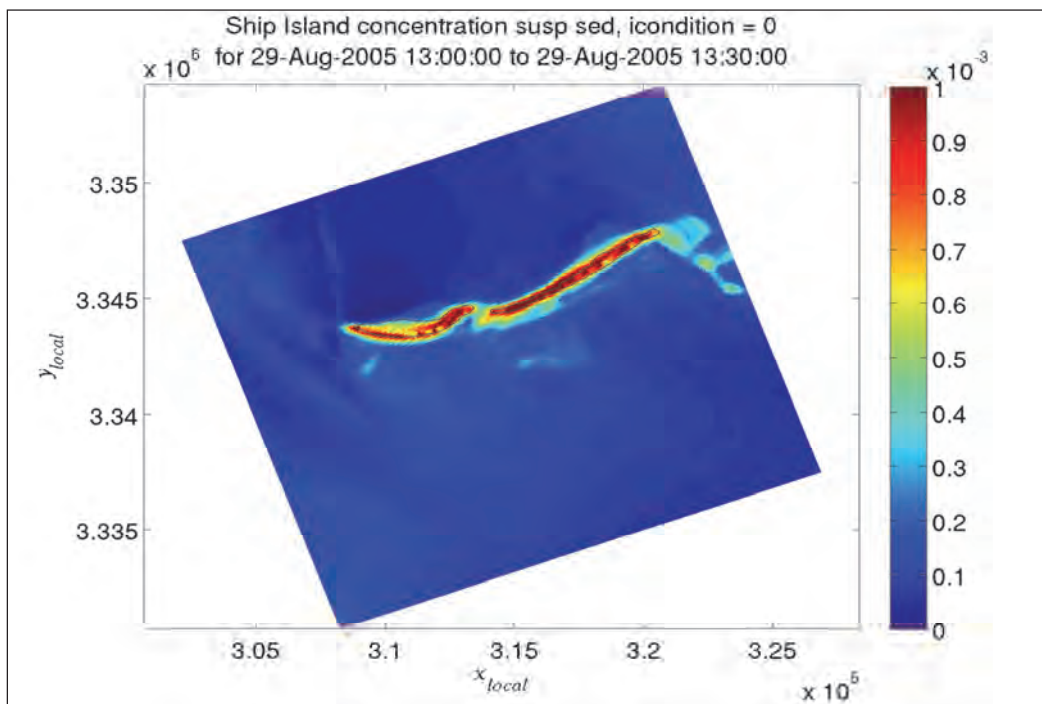 Ship Island concentration susp sed, icondition = 0
for 29-Aug-2005 13:00:00 to 29-Aug-2005 13:30:00
x 10^6
x 10^-3
3.35
3.345
3.34
3.335
y_local
1
0.9
0.8
0.7
0.6
0.5
0.4
0.3
0.2
0.1
0
3.05
3.1
3.15
3.2
3.25
x_local
x 10^5